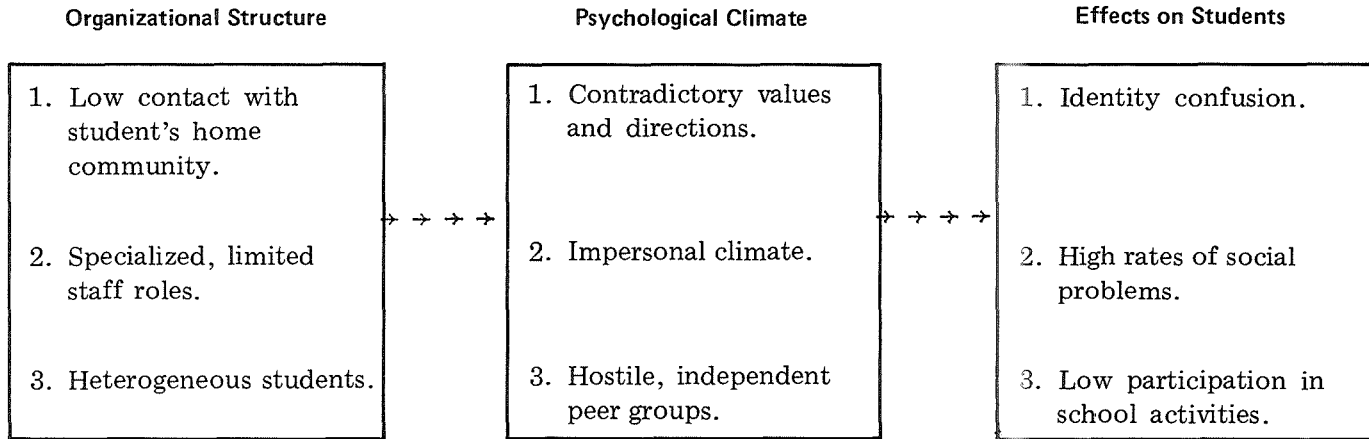 Organizational Structure
Psychological Climate
Effects on Students
1. Low contact with
student's home
community.
2. Specialized, limited
staff roles.
3. Heterogeneous students.
1. Contradictory values
and directions.
2. Impersonal climate.
3. Hostile, independent
peer groups.
1. Identity confusion.
2. High rates of social
problems.
3. Low participation in
school activities.